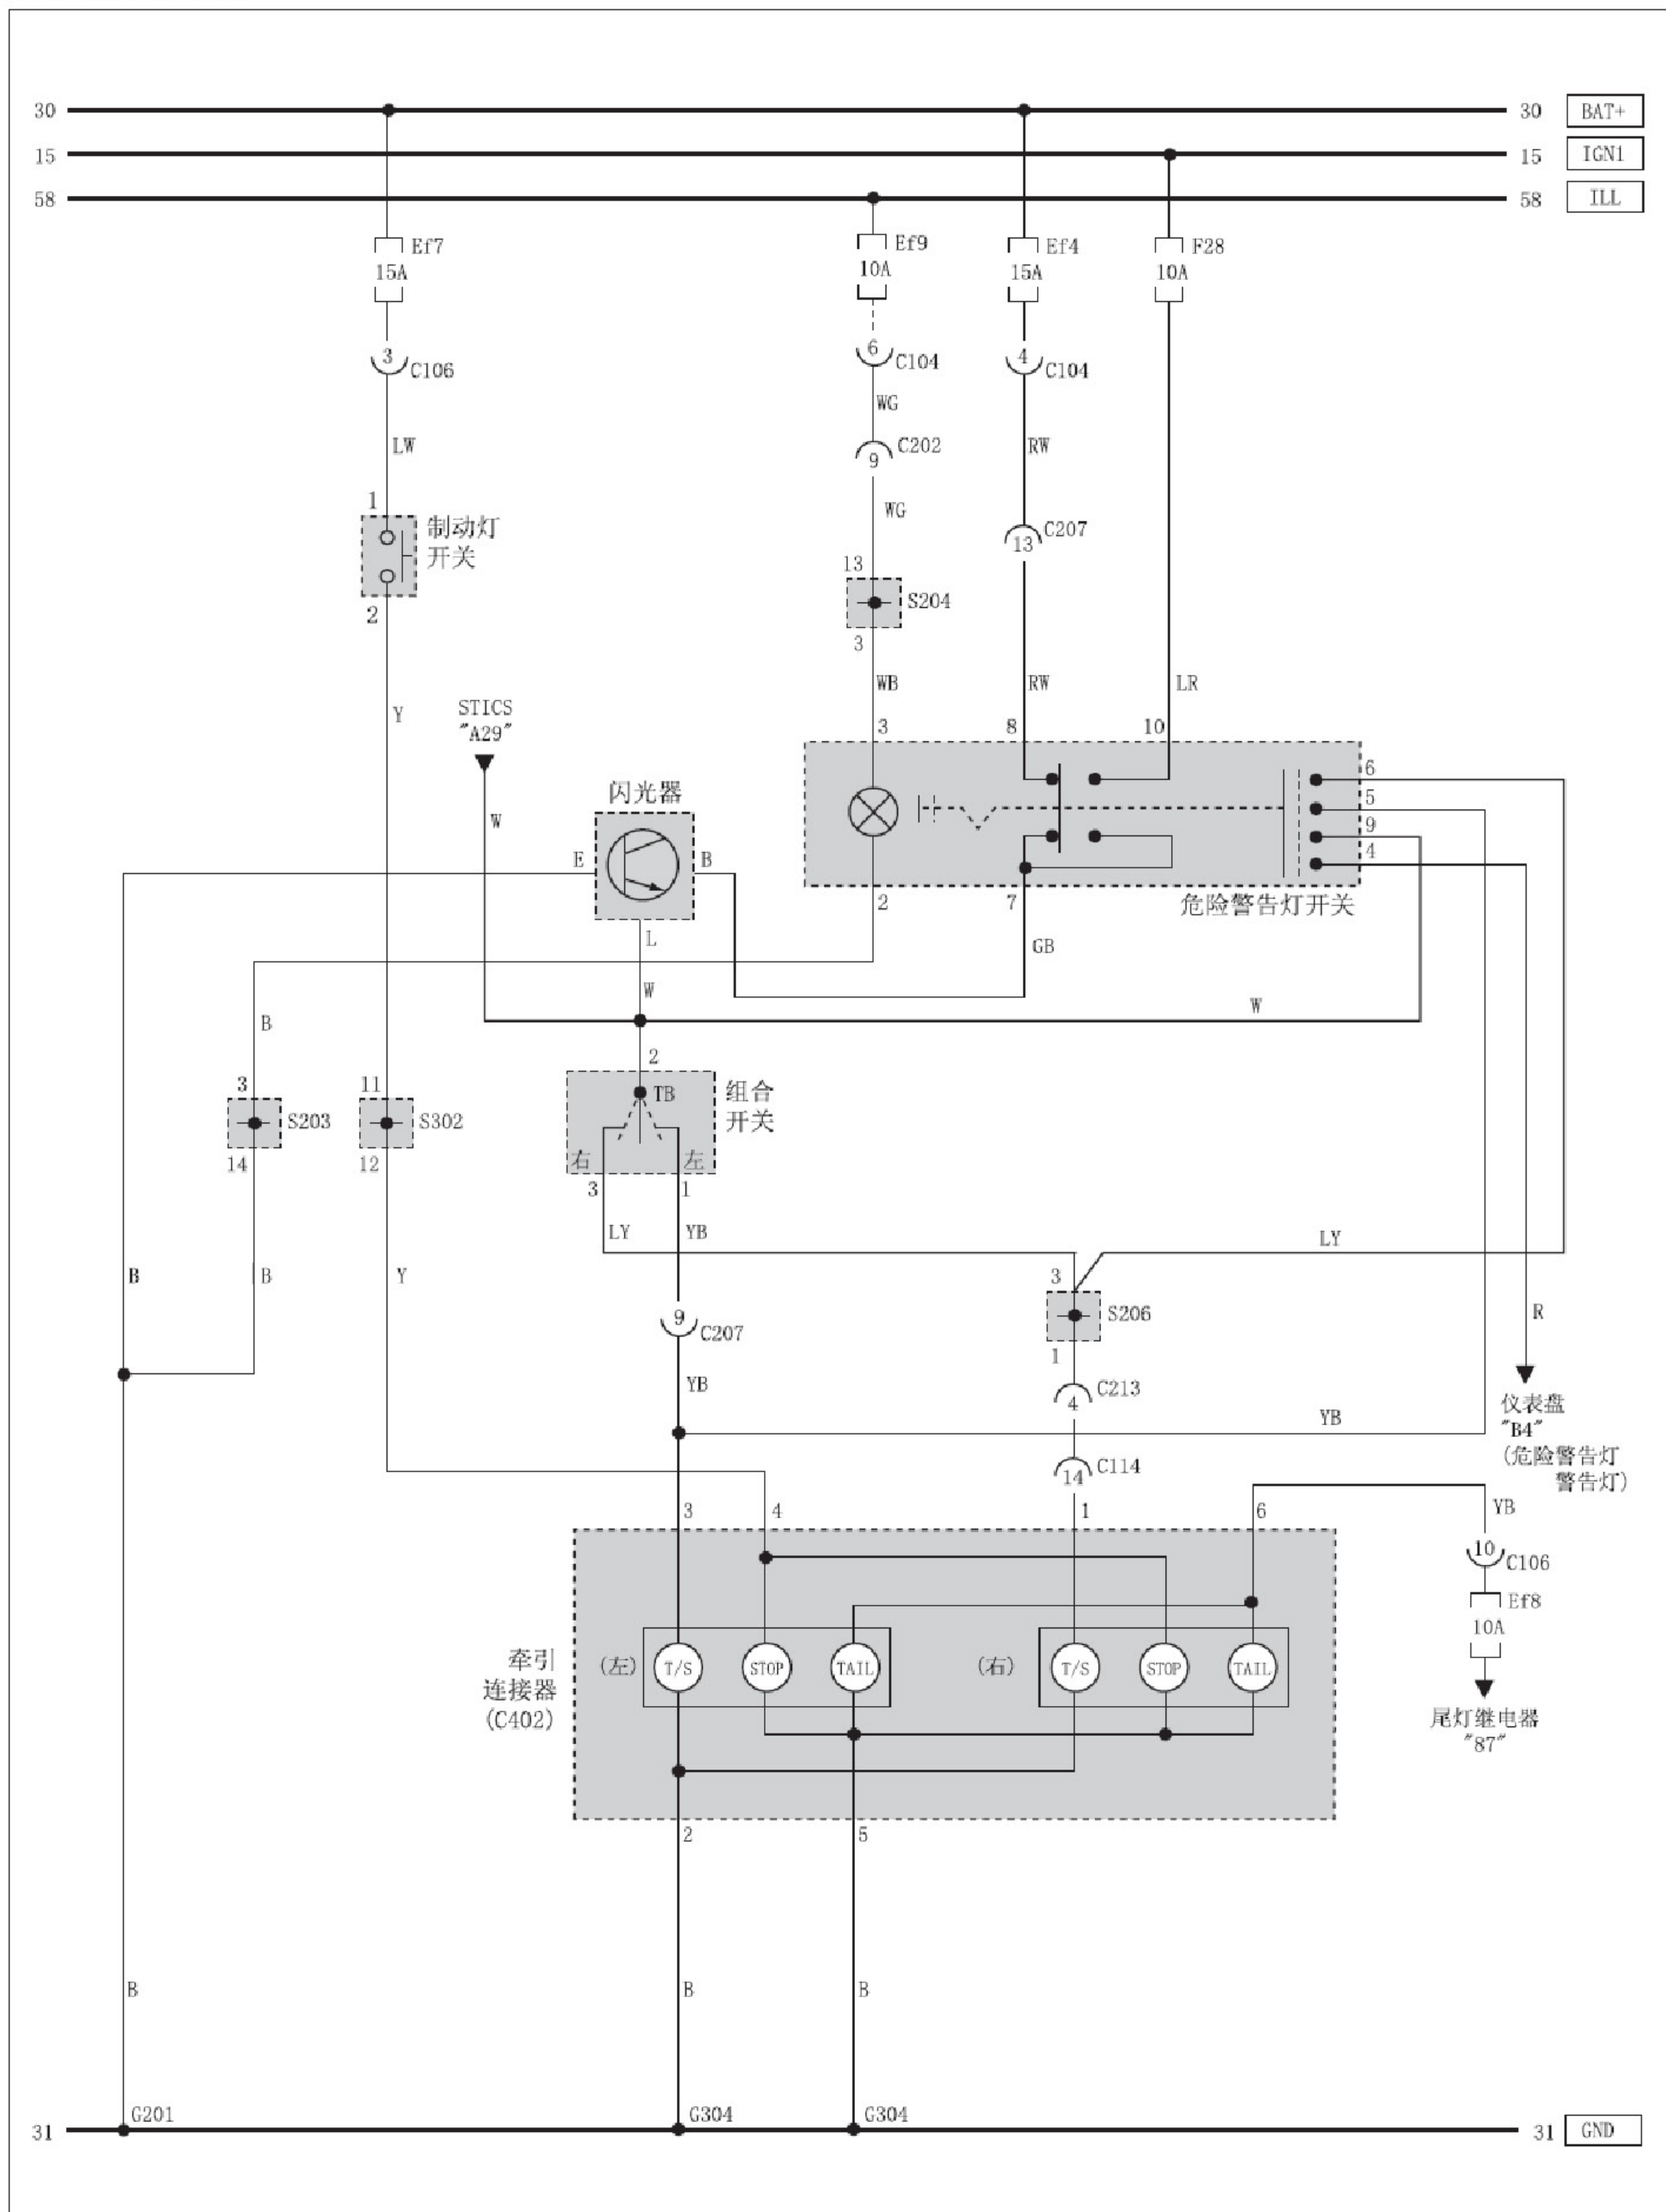 30 30 BAT+
15 15 IGN1
58 58 ILL
Ef7 Ef9 Ef4 F28
15A 10A 15A 10A
3 C106 6 C104 4 C104
WG
LW C202 RW
9
WG
1 C207
制动灯 13
开关
13
S204
2
3
WB RW LR
STICS
"A29"
Y
3 8 10
6
闪光器 5
W 9
E B 4
2 7 危险警告灯开关
L GB
W W
B
2
3 11 TB 组合
S203 S302 开关
14 12 右 左
3 1
LY YB LY
B B Y 3
9 C207 S206 R
1
YB C213
4
仪表盘
YB "B4"
(危险警告灯
警告灯)
C114
14
3 4 1 6 YB
10 C106
Ef8
10A
牵引 (左) T/S STOP TAIL (右) T/S STOP TAIL
连接器
(C402) 尾灯继电器
"87"
2 5
B B B
G201 G304 G304
31 31 GND